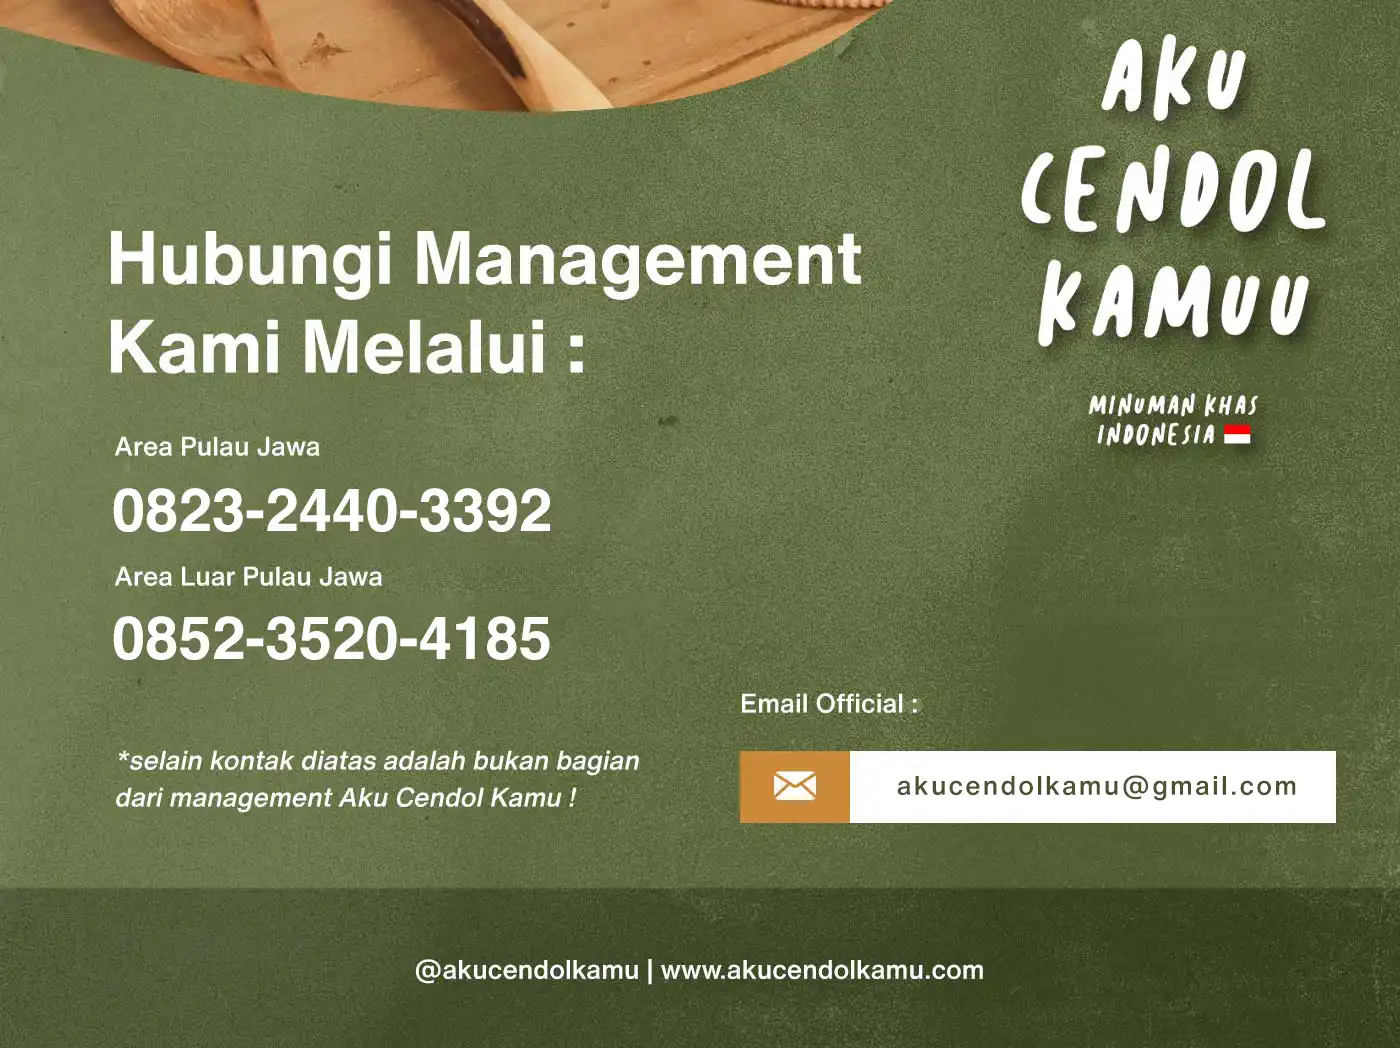 AKU
CENDOL
KAMUU
MINUMAN KHAS
INDONESIA
Hubungi Management
Kami Melalui :
Area Pulau Jawa
0823-2440-3392
Area Luar Pulau Jawa
0852-3520-4185
*selain kontak diatas adalah bukan bagian
dari management Aku Cendol Kamu !
Email Official :
akucendolkamu@gmail.com
@akucendolkamu | www.akucendolkamu.com